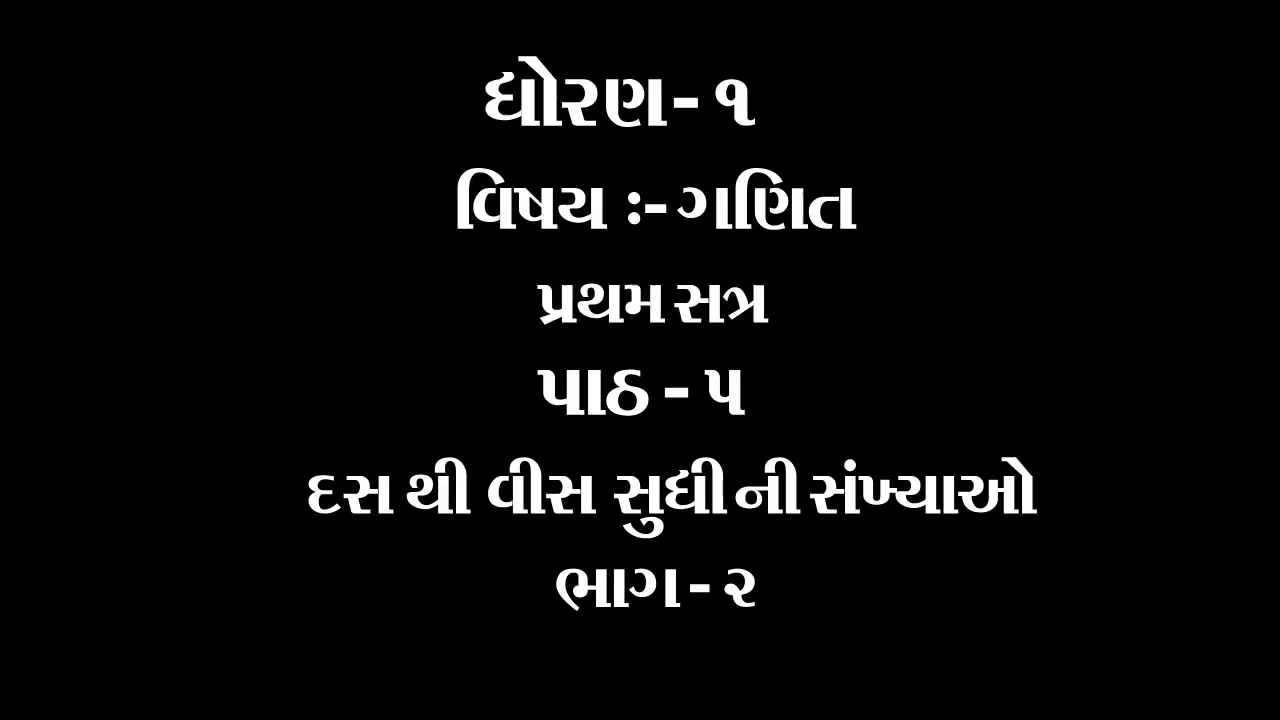 ધોરણ- ૧
વિષય :- ગણિત
પ્રથમ સત્ર
પાઠ - ૫
દસ થી વીસ સુધી ની સંખ્યાઓ
ભાગ - ૨